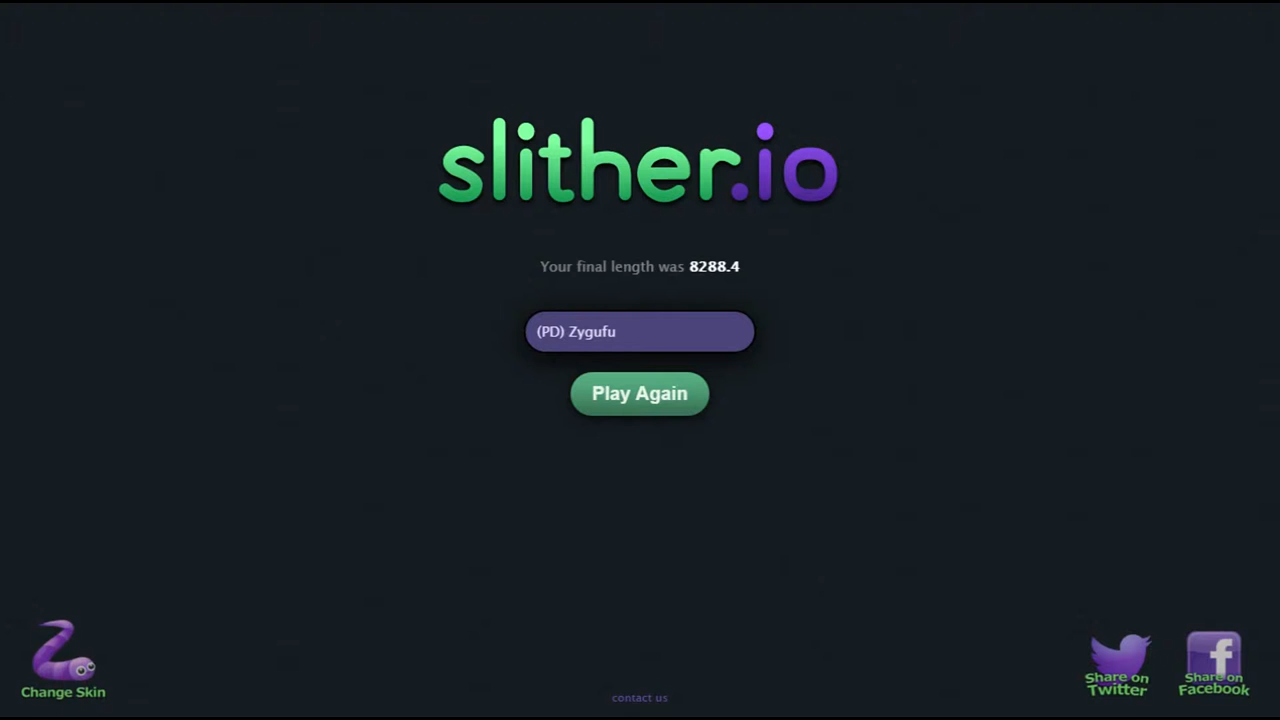 slither.io
Your final length was 8288.4
(PD) Zygufu
Play Again
Change Skin
contact us
Share on
Twitter
Share on
Facebook